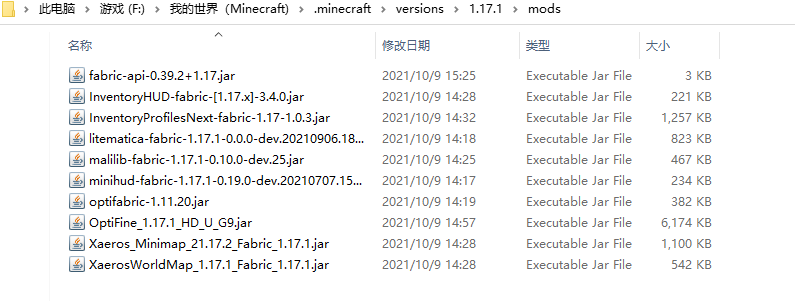 此电脑 > 游戏 (F:) > 我的世界（Minecraft） > .minecraft > versions > 1.17.1 > mods
名称 修改日期 类型 大小
fabric-api-0.39.2+1.17.jar 2021/10/9 15:25 Executable Jar File 3 KB
InventoryHUD-fabric-[1.17.x]-3.4.0.jar 2021/10/9 14:28 Executable Jar File 221 KB
InventoryProfilesNext-fabric-1.17-1.0.3.jar 2021/10/9 14:32 Executable Jar File 1,257 KB
litematica-fabric-1.17.1-0.0.0-dev.20210906.18... 2021/10/9 14:18 Executable Jar File 823 KB
malilib-fabric-1.17.1-0.10.0-dev.25.jar 2021/10/9 14:25 Executable Jar File 467 KB
minihud-fabric-1.17.1-0.19.0-dev.20210707.15... 2021/10/9 14:17 Executable Jar File 234 KB
optifabric-1.11.20.jar 2021/10/9 14:19 Executable Jar File 382 KB
OptiFine_1.17.1_HD_U_G9.jar 2021/10/9 14:57 Executable Jar File 6,174 KB
Xaeros_Minimap_21.17.2_Fabric_1.17.1.jar 2021/10/9 14:28 Executable Jar File 1,100 KB
XaerosWorldMap_1.17.1_Fabric_1.17.1.jar 2021/10/9 14:28 Executable Jar File 542 KB